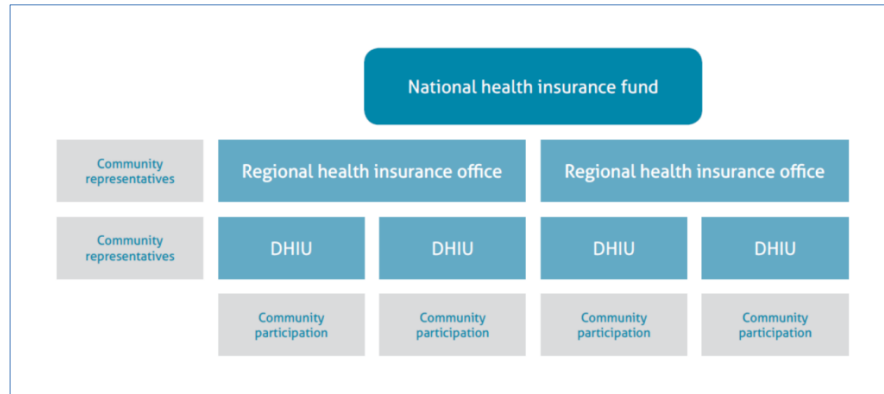 National health insurance fund
Community
representatives
Regional health insurance office
Regional health insurance office
Community
representatives
DHIU
DHIU
DHIU
DHIU
Community
participation
Community
participation
Community
participation
Community
participation